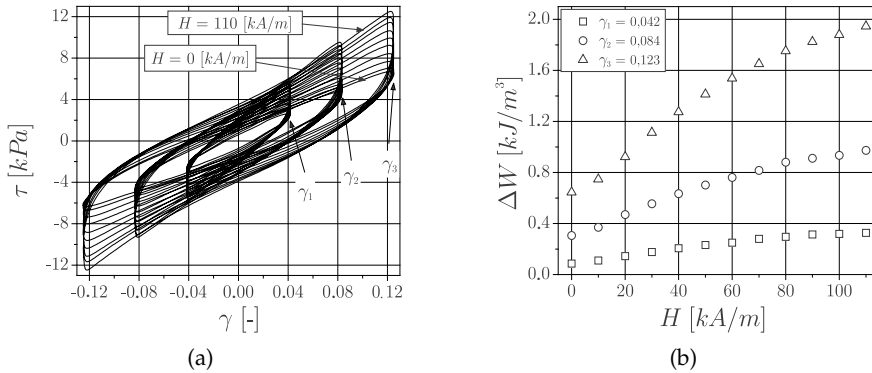 H = 110 [kA/m]
H = 0 [kA/m]
12
8
4
0
-4
-8
-12
τ [kPa]
γ₁
γ₂
γ₃
-0.12 -0.08 -0.04 0.00 0.04 0.08 0.12
γ [-]
(a)
γ₁ = 0,042
γ₂ = 0,084
γ₃ = 0,123
2.0
1.6
1.2
0.8
0.4
0.0
ΔW [kJ/m³]
0 20 40 60 80 100
H [kA/m]
(b)